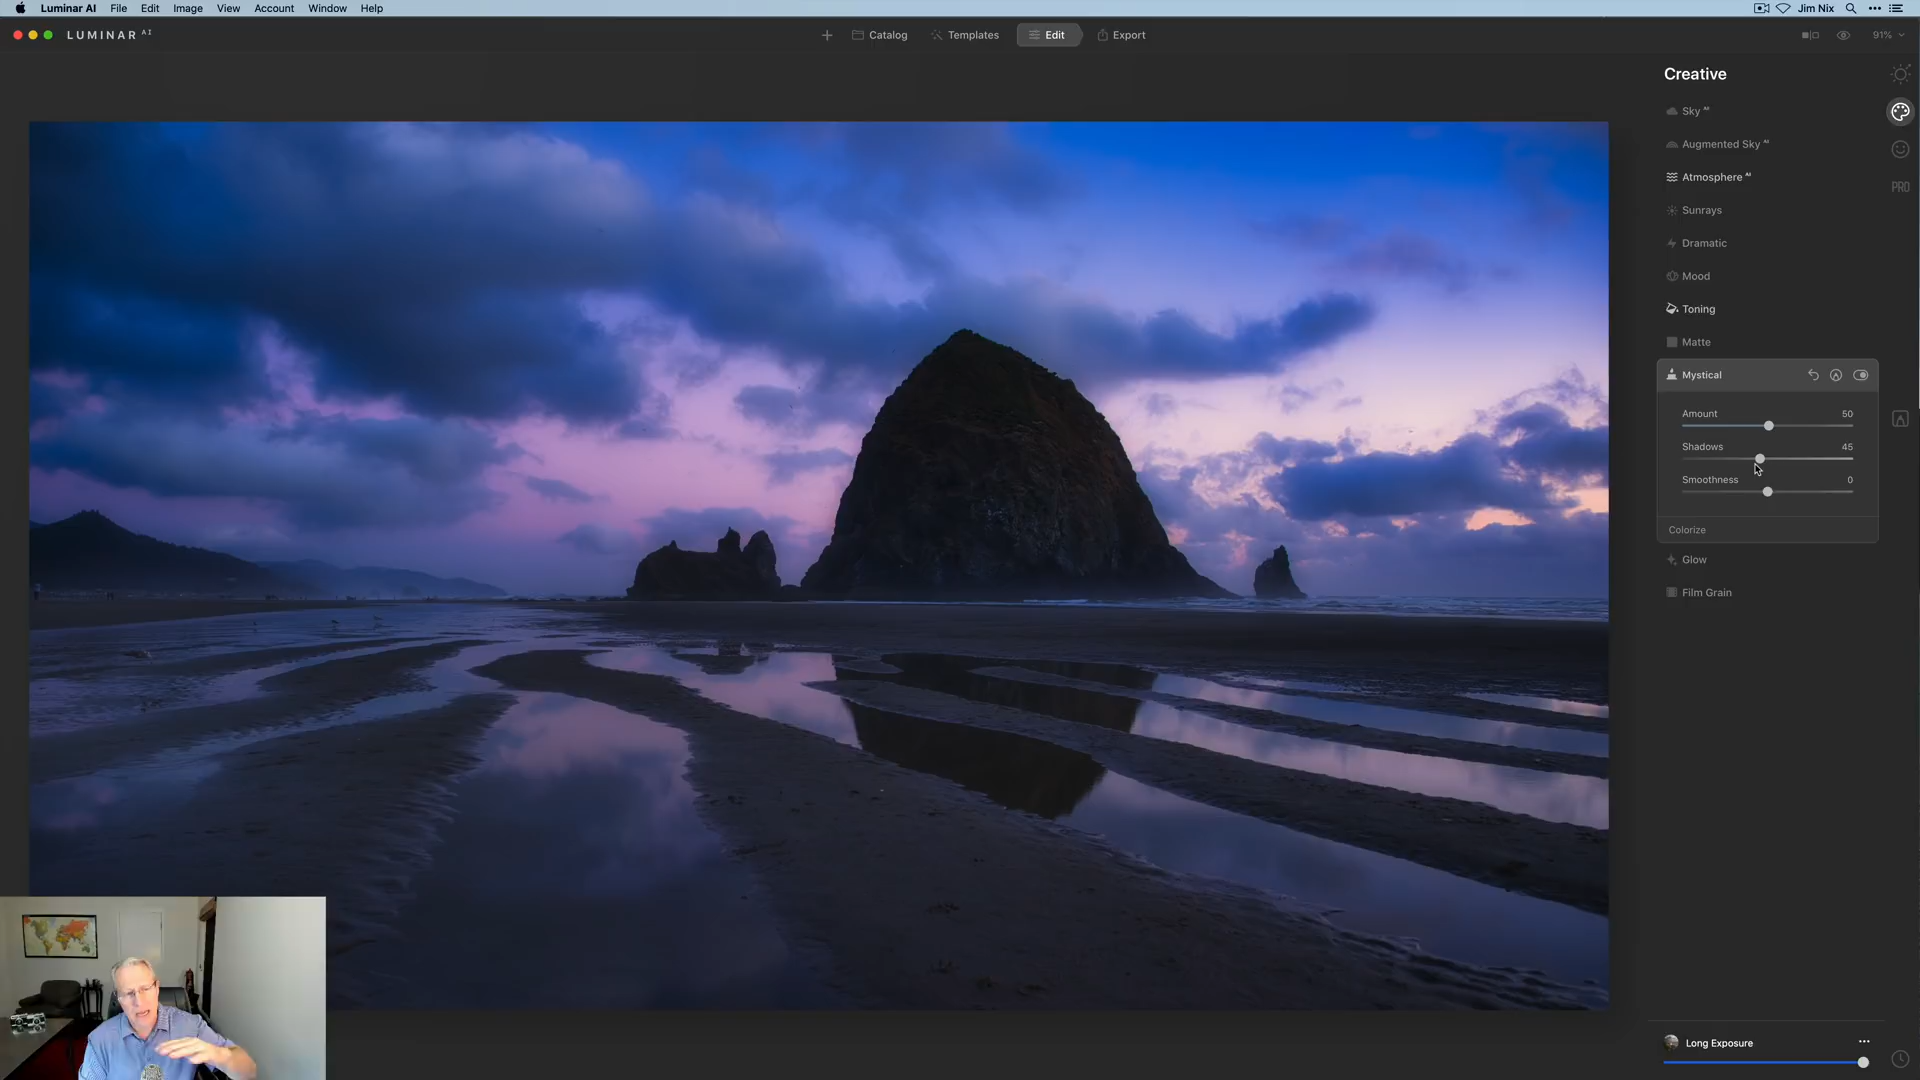 Luminar AI File Edit Image View Account Window Help Jim Nix
LUMINAR AI Catalog Templates Edit Export 91%
Creative
Sky AI
Augmented Sky AI
Atmosphere AI
PRO
Sunrays
Dramatic
Mood
Toning
Matte
Mystical
Amount 50
Shadows 45
Smoothness 0
Colorize
Glow
Film Grain
Long Exposure